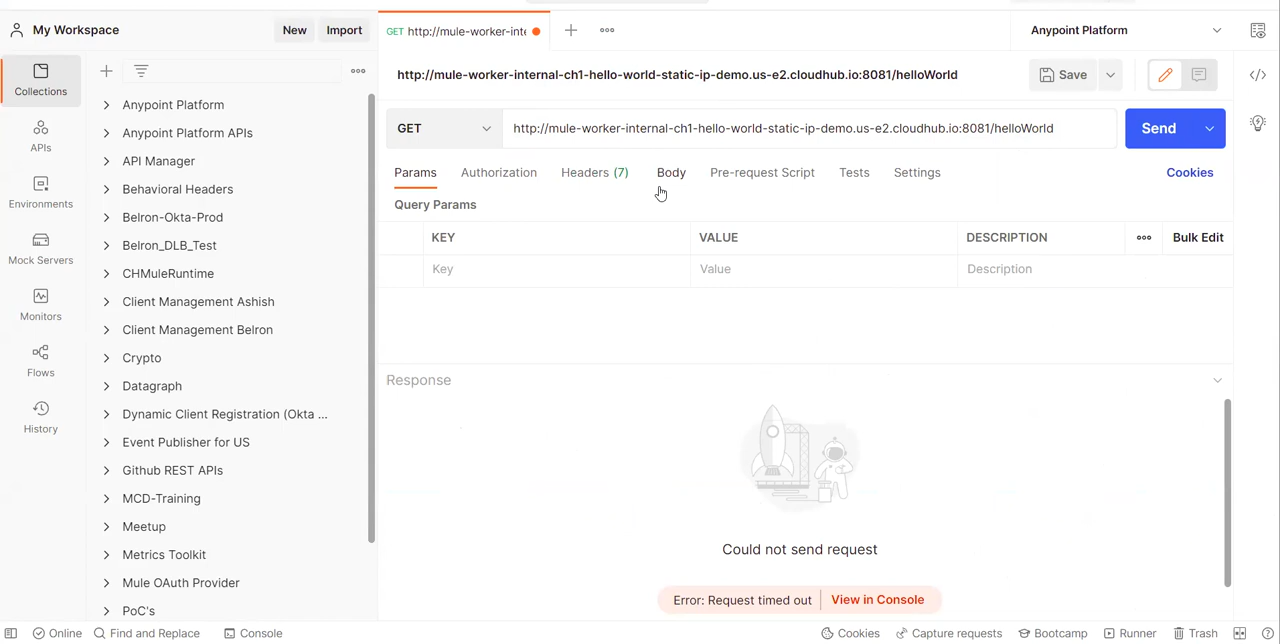 My Workspace
New
Import
GET http://mule-worker-inte
Anypoint Platform
Collections
APIs
Environments
Mock Servers
Monitors
Flows
History
Anypoint Platform
Anypoint Platform APIs
API Manager
Behavioral Headers
Belron-Okta-Prod
Belron_DLB_Test
CHMuleRuntime
Client Management Ashish
Client Management Belron
Crypto
Datagraph
Dynamic Client Registration (Okta ...
Event Publisher for US
Github REST APIs
MCD-Training
Meetup
Metrics Toolkit
Mule OAuth Provider
PoC's
http://mule-worker-internal-ch1-hello-world-static-ip-demo.us-e2.cloudhub.io:8081/helloWorld
Save
GET
http://mule-worker-internal-ch1-hello-world-static-ip-demo.us-e2.cloudhub.io:8081/helloWorld
Send
Params
Authorization
Headers (7)
Body
Pre-request Script
Tests
Settings
Cookies
Query Params
KEY
VALUE
DESCRIPTION
Bulk Edit
Key
Value
Description
Response
Could not send request
Error: Request timed out
View in Console
Online
Find and Replace
Console
Cookies
Capture requests
Bootcamp
Runner
Trash